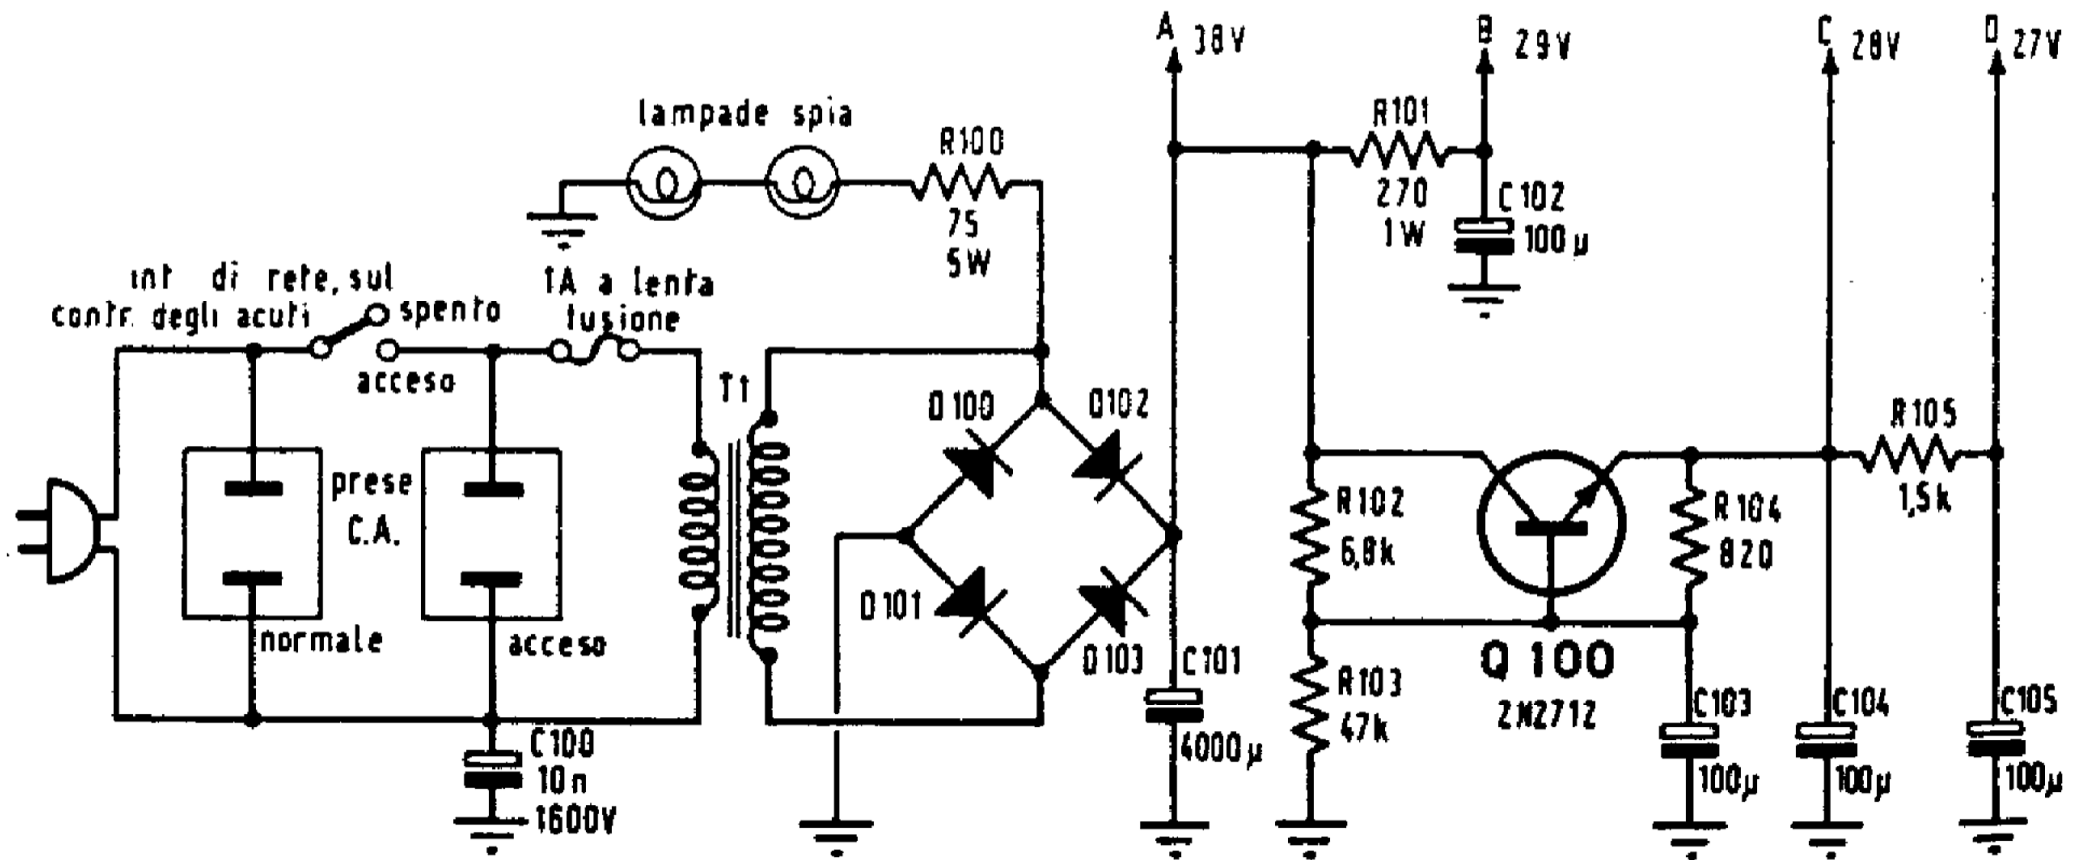 A 38V
B 29V
C 28V
D 27V
lampade spia
R100
75
5W
R101
270
1W
C102
100µ
int di rete, sul
contr. degli acuti
spento
acceso
1A a lenta
fusione
T1
D100
D102
D101
D103
prese
C.A.
normale
acceso
C100
10n
1600V
C101
4000µ
R102
6,8k
R103
47k
Q100
2N2712
R104
820
R105
1,5k
C103
100µ
C104
100µ
C105
100µ